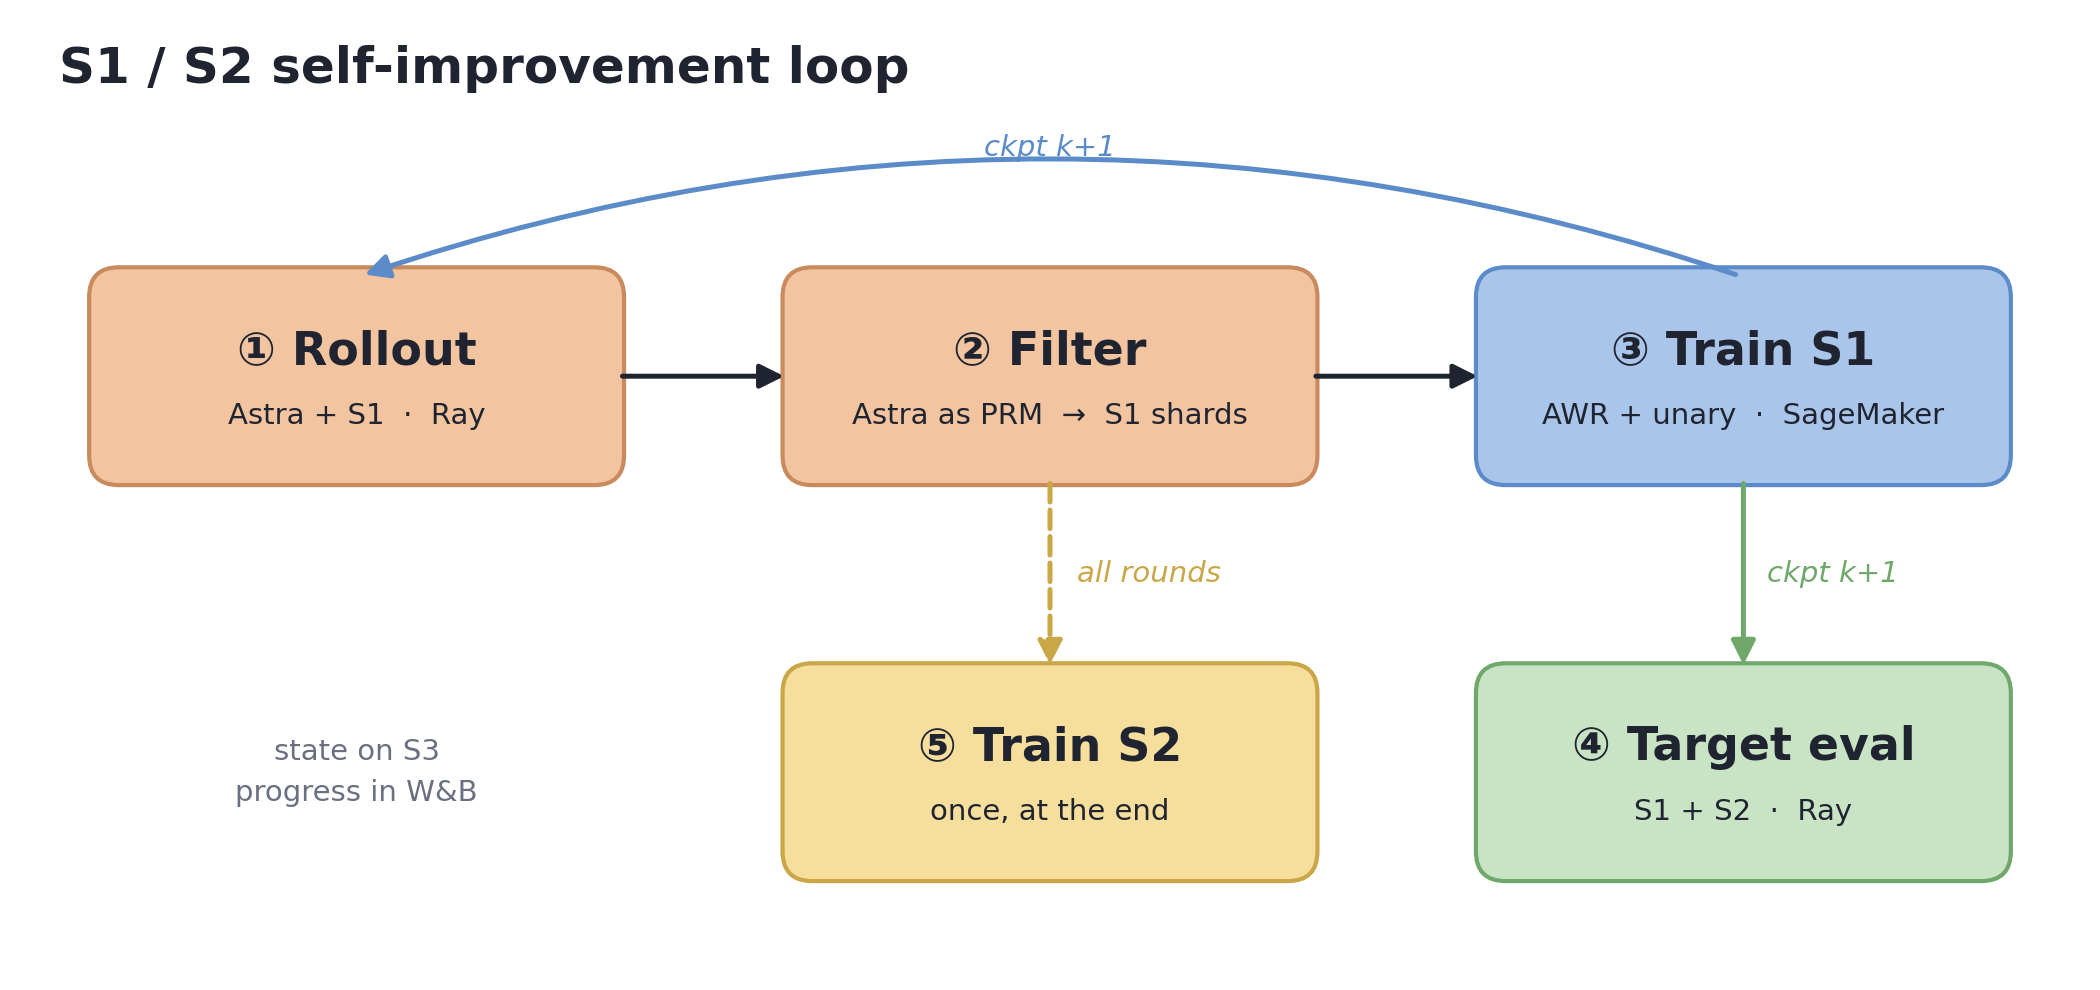 S1 / S2 self-improvement loop
ckpt k+1
① Rollout
Astra + S1 · Ray
② Filter
Astra as PRM → S1 shards
③ Train S1
AWR + unary · SageMaker
all rounds
ckpt k+1
state on S3
progress in W&B
⑤ Train S2
once, at the end
④ Target eval
S1 + S2 · Ray